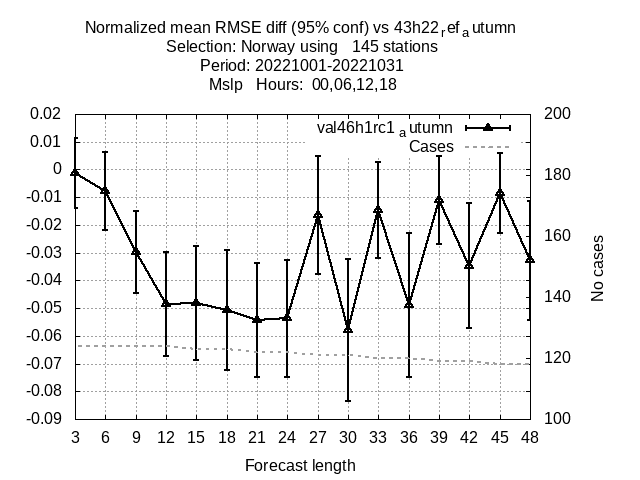 Normalized mean RMSE diff (95% conf) vs 43h22refautumn
Selection: Norway using 145 stations
Period: 20221001-20221031
Mslp Hours: 00,06,12,18
0.02 200
val46h1rc1autumn
0.01
Cases
0 180
-0.01
-0.02
160
-0.03
-0.04
140
-0.05
-0.06
120
-0.07
-0.08
-0.09 100
No cases
3 6 9 12 15 18 21 24 27 30 33 36 39 42 45 48
Forecast length